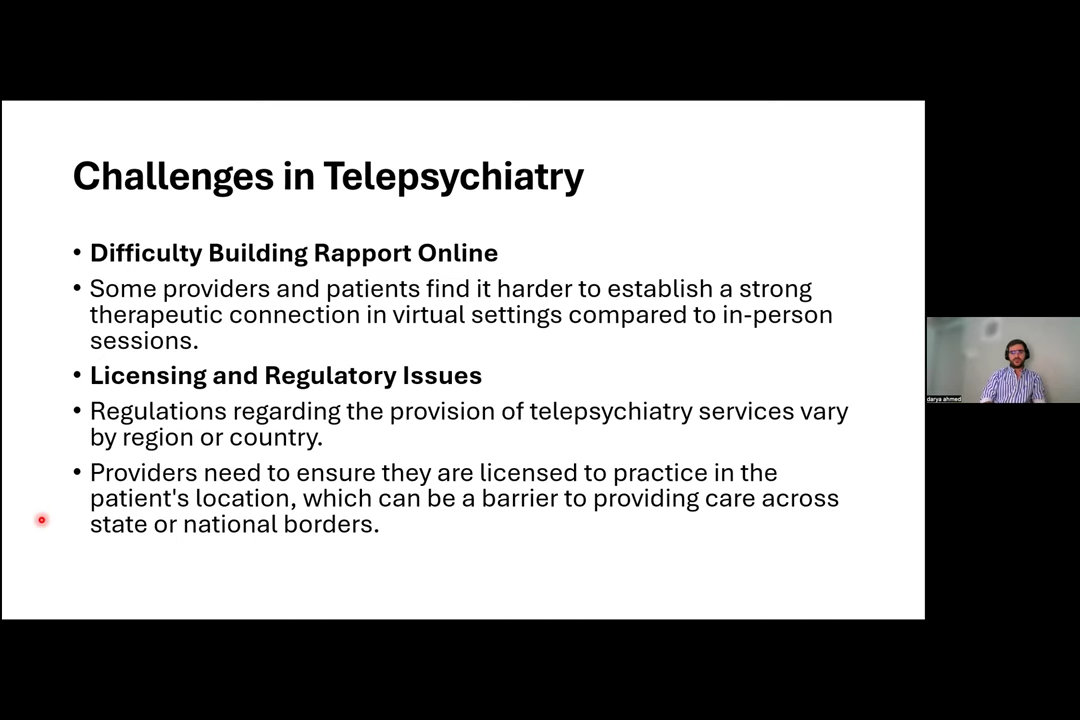 Challenges in Telepsychiatry
• Difficulty Building Rapport Online
• Some providers and patients find it harder to establish a strong
therapeutic connection in virtual settings compared to in-person
sessions.
• Licensing and Regulatory Issues
• Regulations regarding the provision of telepsychiatry services vary
by region or country.
• Providers need to ensure they are licensed to practice in the
patient's location, which can be a barrier to providing care across
state or national borders.
darya ahmed